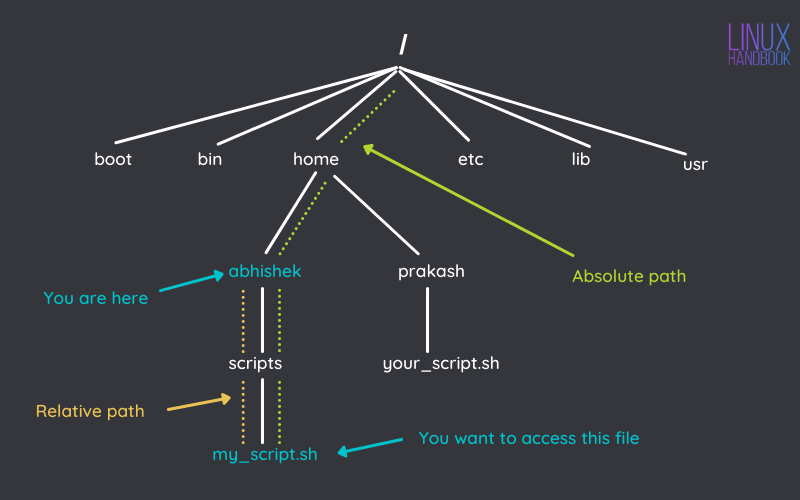 /
LINUX
HANDBOOK
boot bin home etc lib usr
abhishek prakash
Absolute path
You are here
scripts your_script.sh
Relative path
You want to access this file
my_script.sh